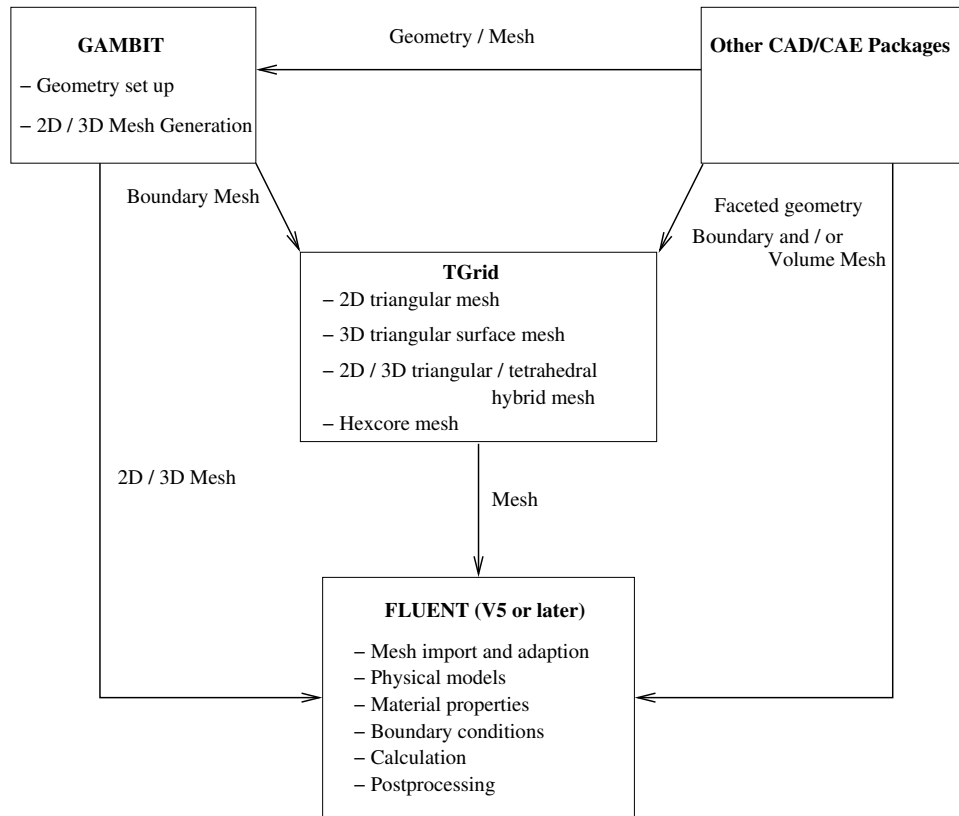 GAMBIT
– Geometry set up
– 2D / 3D Mesh Generation
Geometry / Mesh
Other CAD/CAE Packages
Boundary Mesh
Faceted geometry
Boundary and / or
Volume Mesh
TGrid
– 2D triangular mesh
– 3D triangular surface mesh
– 2D / 3D triangular / tetrahedral
hybrid mesh
– Hexcore mesh
2D / 3D Mesh
Mesh
FLUENT (V5 or later)
– Mesh import and adaption
– Physical models
– Material properties
– Boundary conditions
– Calculation
– Postprocessing